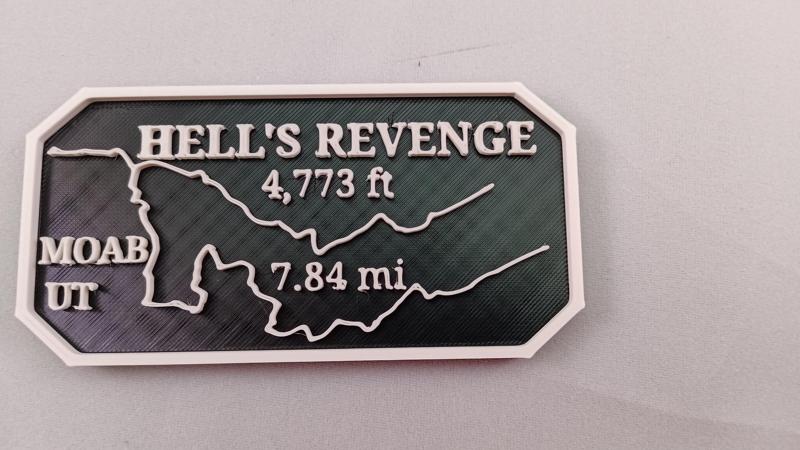 HELL'S REVENGE
4,773 ft
MOAB
UT
7.84 mi